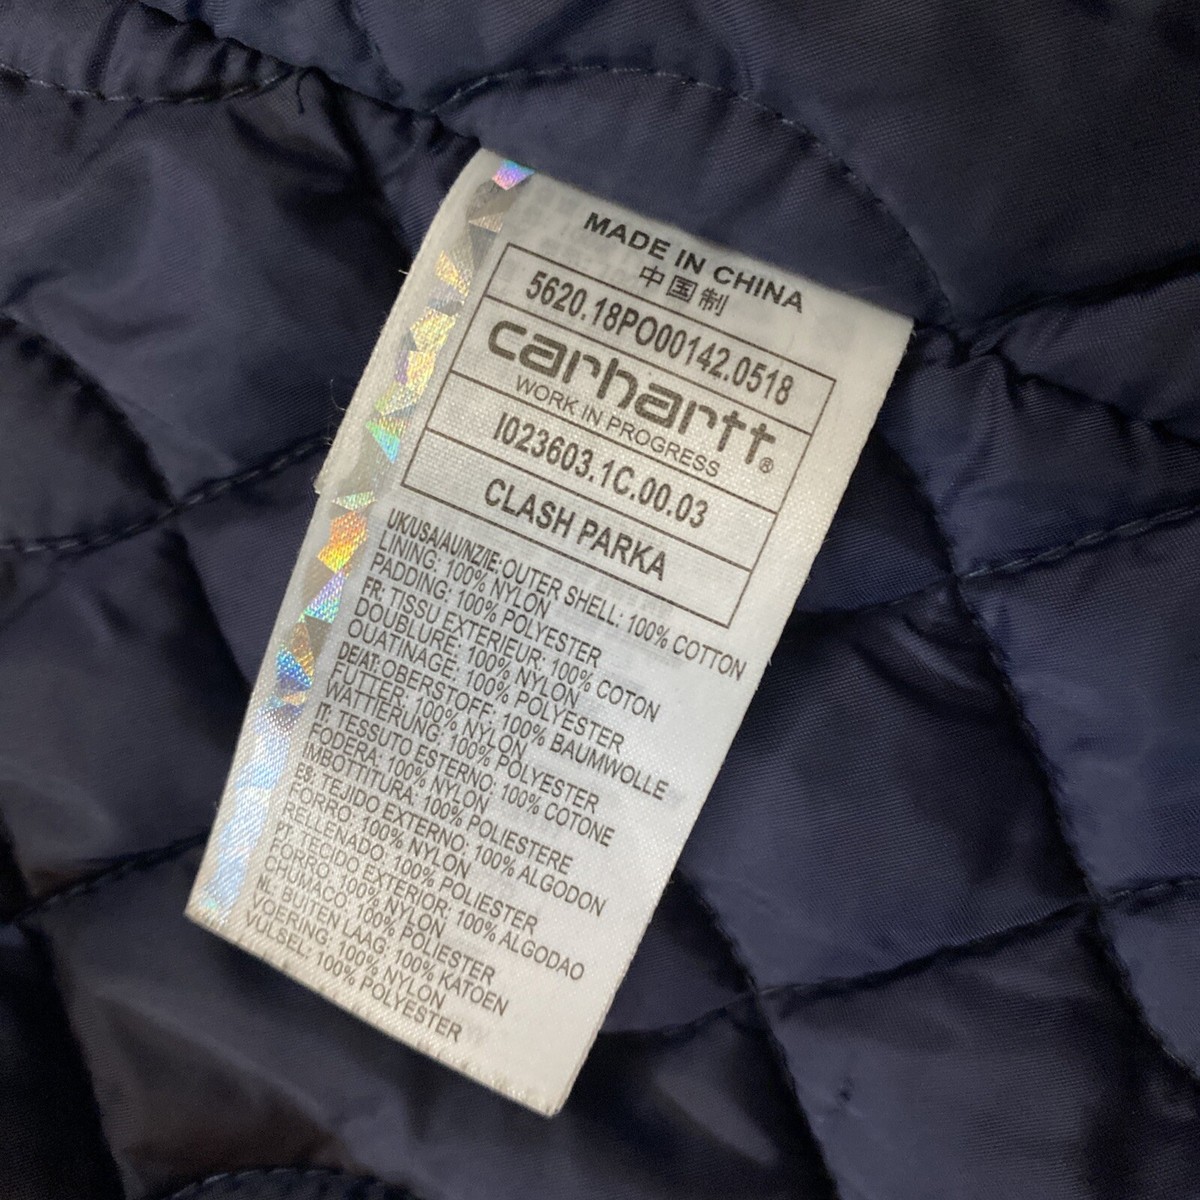 MADE IN CHINA
中国制
5620.18PO00142.0518
carhartt®
WORK IN PROGRESS
I023603.1C.00.03
CLASH PARKA
UK/USA/AU/NZ/IE: OUTER SHELL: 100% COTTON
LINING: 100% NYLON
PADDING: 100% POLYESTER
FR: TISSU EXTERIEUR: 100% COTON
DOUBLURE: 100% NYLON
OUATINAGE: 100% POLYESTER
DE/AT: OBERSTOFF: 100% BAUMWOLLE
FUTTER: 100% NYLON
WATTIERUNG: 100% POLYESTER
IT: TESSUTO ESTERNO: 100% COTONE
FODERA: 100% NYLON
IMBOTTITURA: 100% POLIESTERE
ES: TEJIDO EXTERNO: 100% ALGODON
FORRO: 100% NYLON
RELLENADO: 100% POLIESTER
PT: TECIDO EXTERIOR: 100% ALGODAO
FORRO: 100% NYLON
CHUMACO: 100% POLIESTER
NL: BUITEN LAAG: 100% KATOEN
VOERING: 100% NYLON
VULSEL: 100% POLYESTER